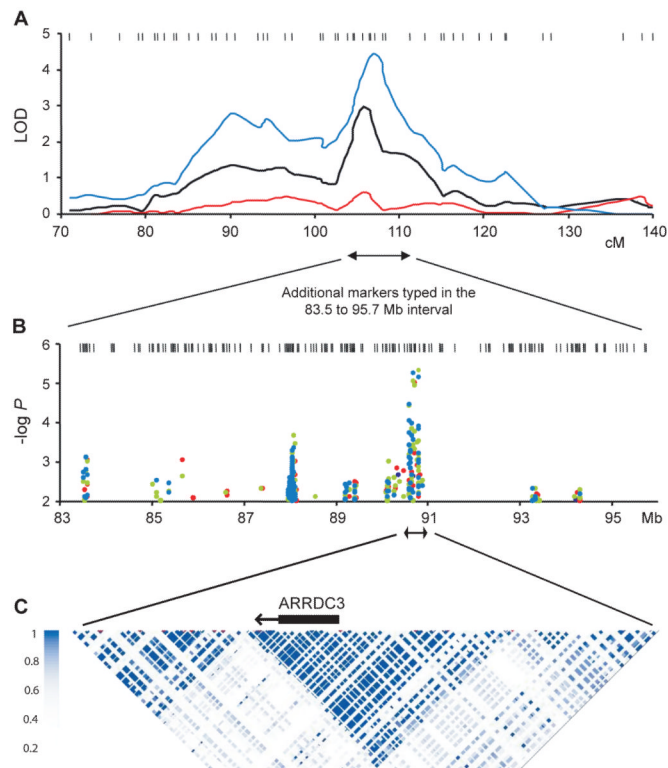 A
LOD
5
4
3
2
1
0
70 80 90 100 110 120 130 140
cM
Additional markers typed in the
83.5 to 95.7 Mb interval
B
-log P
6
5
4
3
2
83 85 87 89 91 93 95 Mb
C
ARRDC3
1
0.8
0.6
0.4
0.2